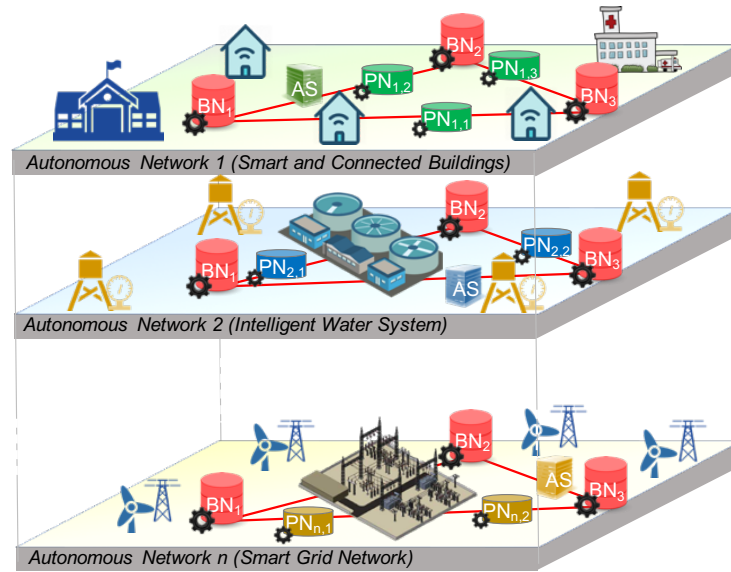 BN2
PN1,3
PN1,2
AS
BN1
BN3
PN1,1
Autonomous Network 1 (Smart and Connected Buildings)
BN2
PN2,2
BN1
PN2,1
BN3
AS
Autonomous Network 2 (Intelligent Water System)
BN2
AS
BN1
BN3
PNn,1
PNn,2
Autonomous Network n (Smart Grid Network)